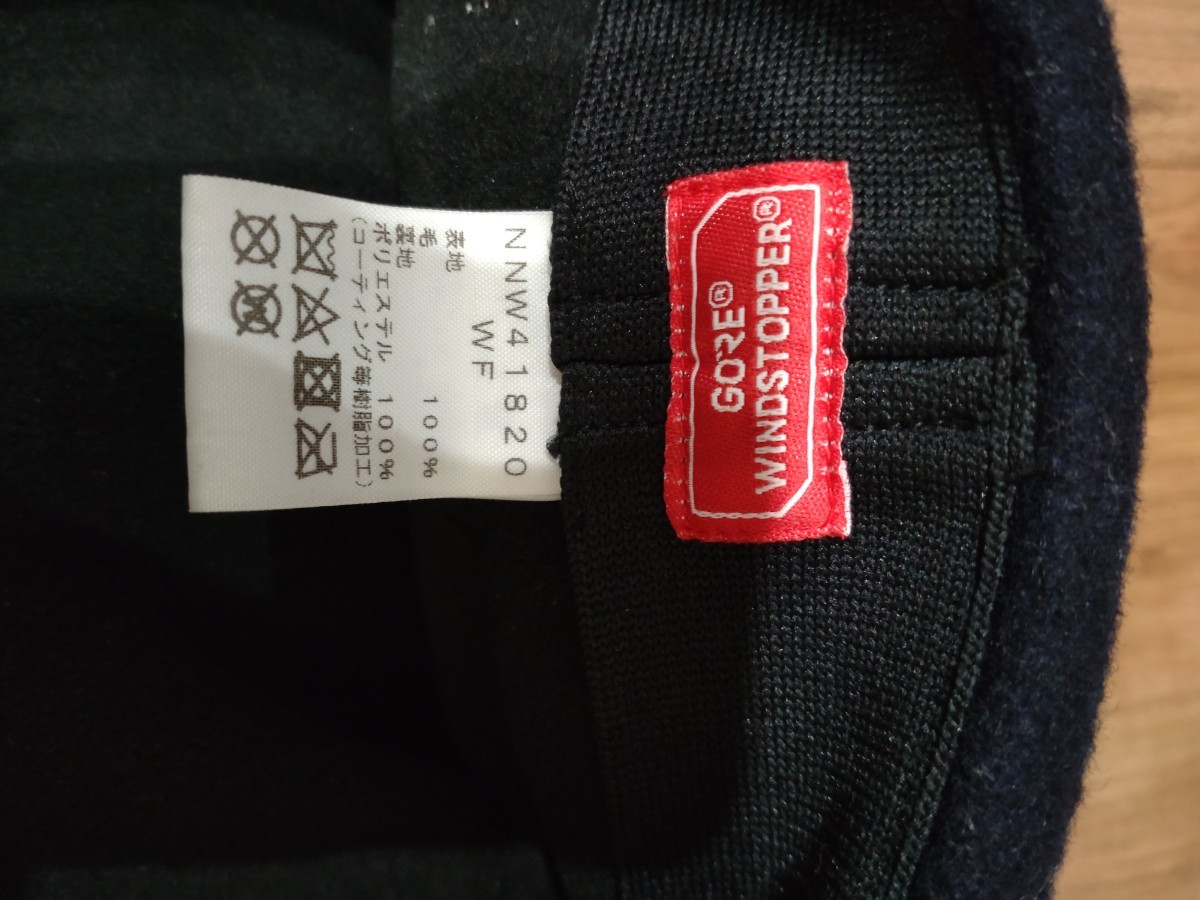 NNW41820
WF
表地
毛 100%
裏地
ポリエステル 100%
(コーティング等樹脂加工)
GORE®
WINDSTOPPER®